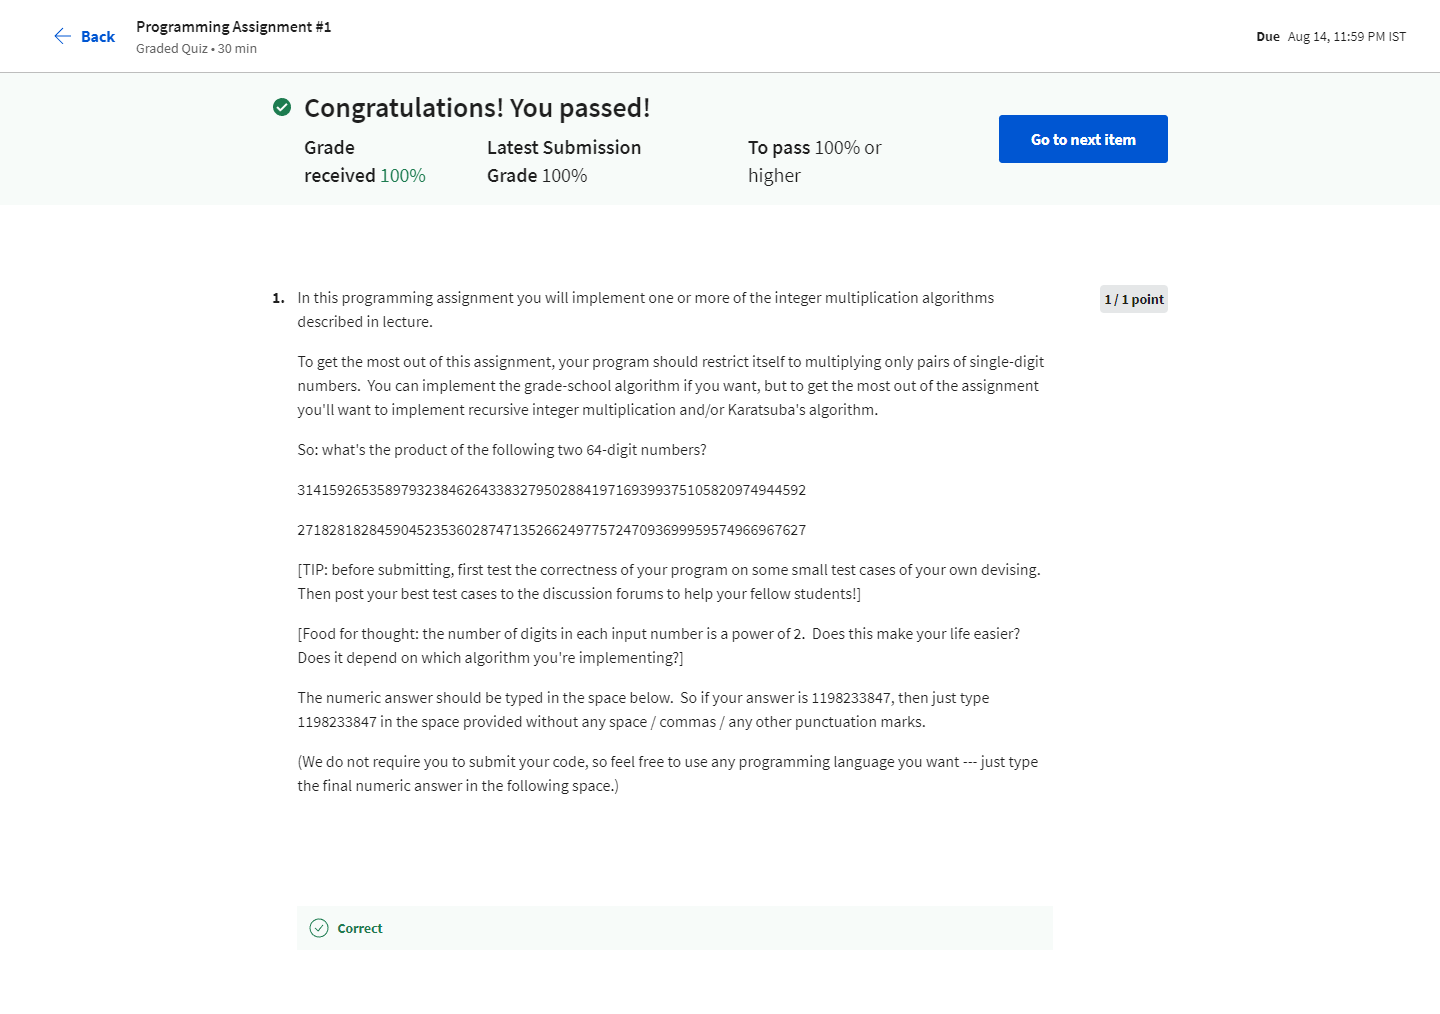 Back
Programming Assignment #1
Graded Quiz • 30 min
Due Aug 14, 11:59 PM IST
Congratulations! You passed!
Grade received 100%
Latest Submission Grade 100%
To pass 100% or higher
Go to next item
1. In this programming assignment you will implement one or more of the integer multiplication algorithms
described in lecture.
1 / 1 point
To get the most out of this assignment, your program should restrict itself to multiplying only pairs of single-digit
numbers. You can implement the grade-school algorithm if you want, but to get the most out of the assignment
you'll want to implement recursive integer multiplication and/or Karatsuba's algorithm.
So: what's the product of the following two 64-digit numbers?
3141592653589793238462643383279502884197169399375105820974944592
2718281828459045235360287471352662497757247093699959574966967627
[TIP: before submitting, first test the correctness of your program on some small test cases of your own devising.
Then post your best test cases to the discussion forums to help your fellow students!]
[Food for thought: the number of digits in each input number is a power of 2. Does this make your life easier?
Does it depend on which algorithm you're implementing?]
The numeric answer should be typed in the space below. So if your answer is 1198233847, then just type
1198233847 in the space provided without any space / commas / any other punctuation marks.
(We do not require you to submit your code, so feel free to use any programming language you want --- just type
the final numeric answer in the following space.)
Correct